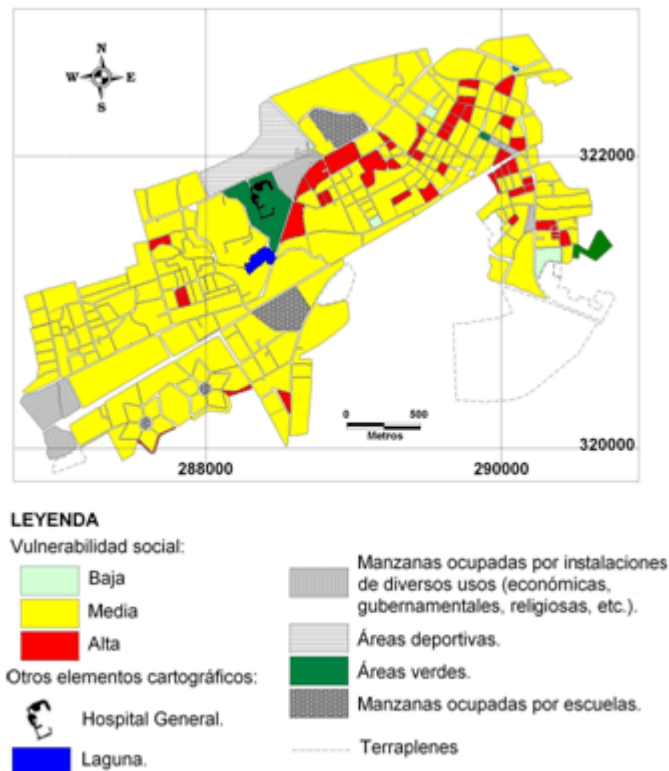 N
W E
S
322000
0 500
Metros
320000
288000 290000
LEYENDA
Vulnerabilidad social:
Baja
Media
Alta
Otros elementos cartográficos:
Hospital General.
Laguna.
Manzanas ocupadas por instalaciones
de diversos usos (económicas,
gubernamentales, religiosas, etc.).
Áreas deportivas.
Áreas verdes.
Manzanas ocupadas por escuelas.
Terraplenes